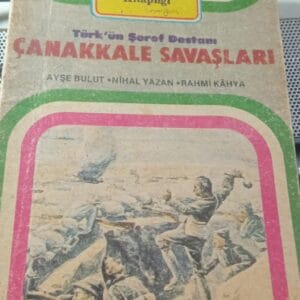 Kitaplığı
Türk'ün Şeref Destanı
ÇANAKKALE SAVAŞLARI
AYŞE BULUT • NİHAL YAZAN • RAHMİ KÂHYA